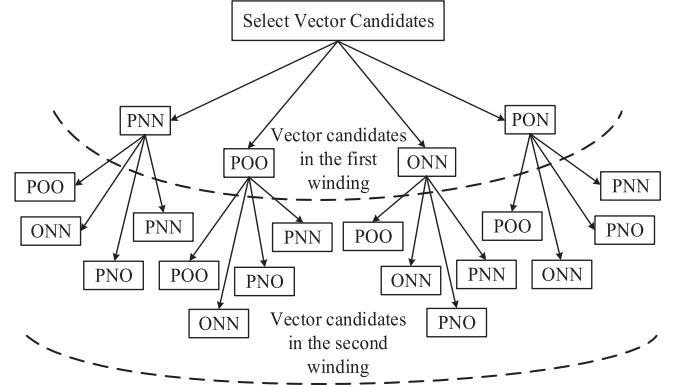 Select Vector Candidates
PNN
PON
Vector candidates
in the first
winding
POO
ONN
POO
ONN
PNO
PNN
POO
ONN
PNO
PNN
POO
ONN
PNO
PNN
POO
ONN
PNO
PNN
Vector candidates
in the second
winding